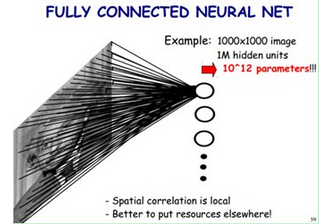 FULLY CONNECTED NEURAL NET
Example: 1000x1000 image
1M hidden units
10^12 parameters!!!
- Spatial correlation is local
- Better to put resources elsewhere!
59